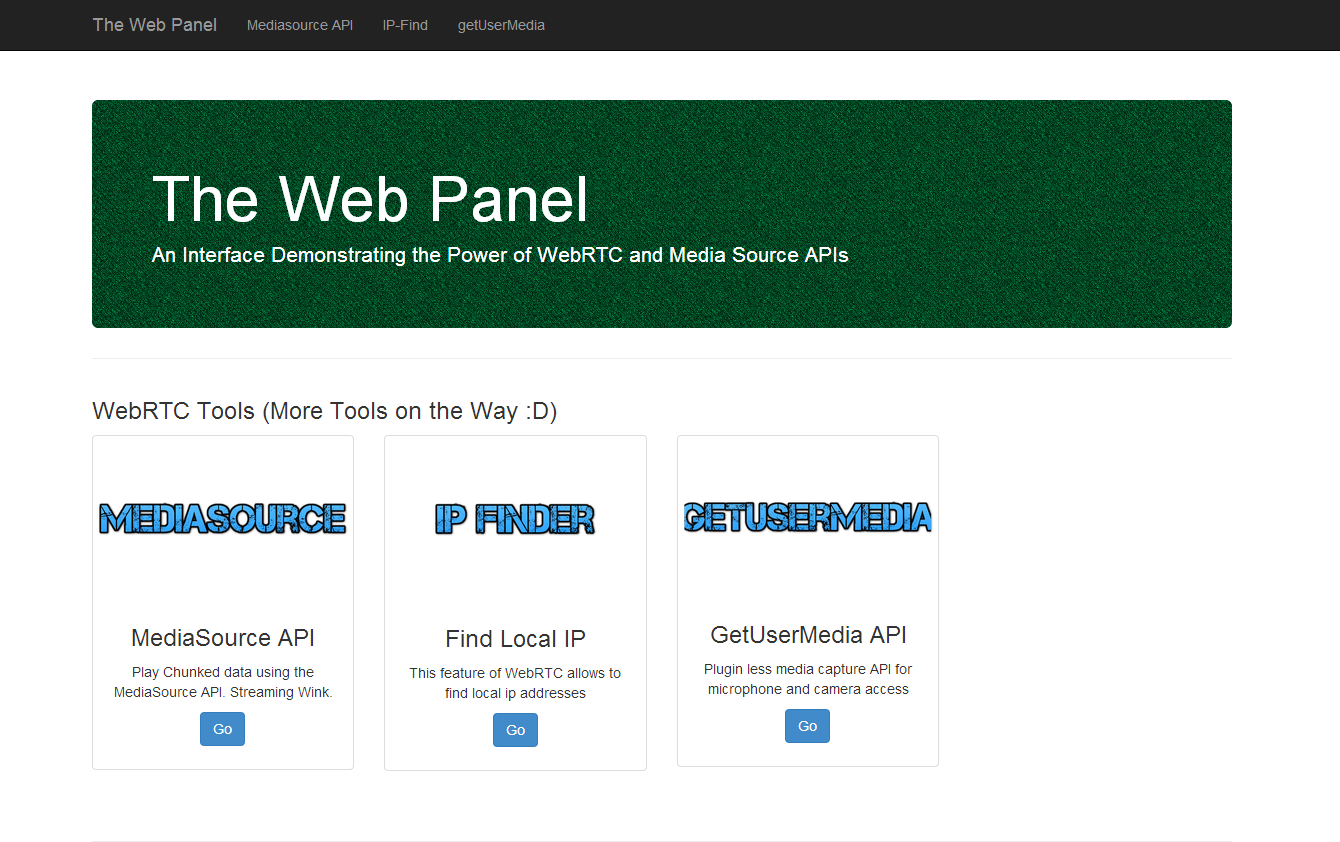 The Web Panel Mediasource API IP-Find getUserMedia
The Web Panel
An Interface Demonstrating the Power of WebRTC and Media Source APIs
WebRTC Tools (More Tools on the Way :D)
MEDIASOURCE
MediaSource API
Play Chunked data using the
MediaSource API. Streaming Wink.
Go
IP FINDER
Find Local IP
This feature of WebRTC allows to
find local ip addresses
Go
GETUSERMEDIA
GetUserMedia API
Plugin less media capture API for
microphone and camera access
Go